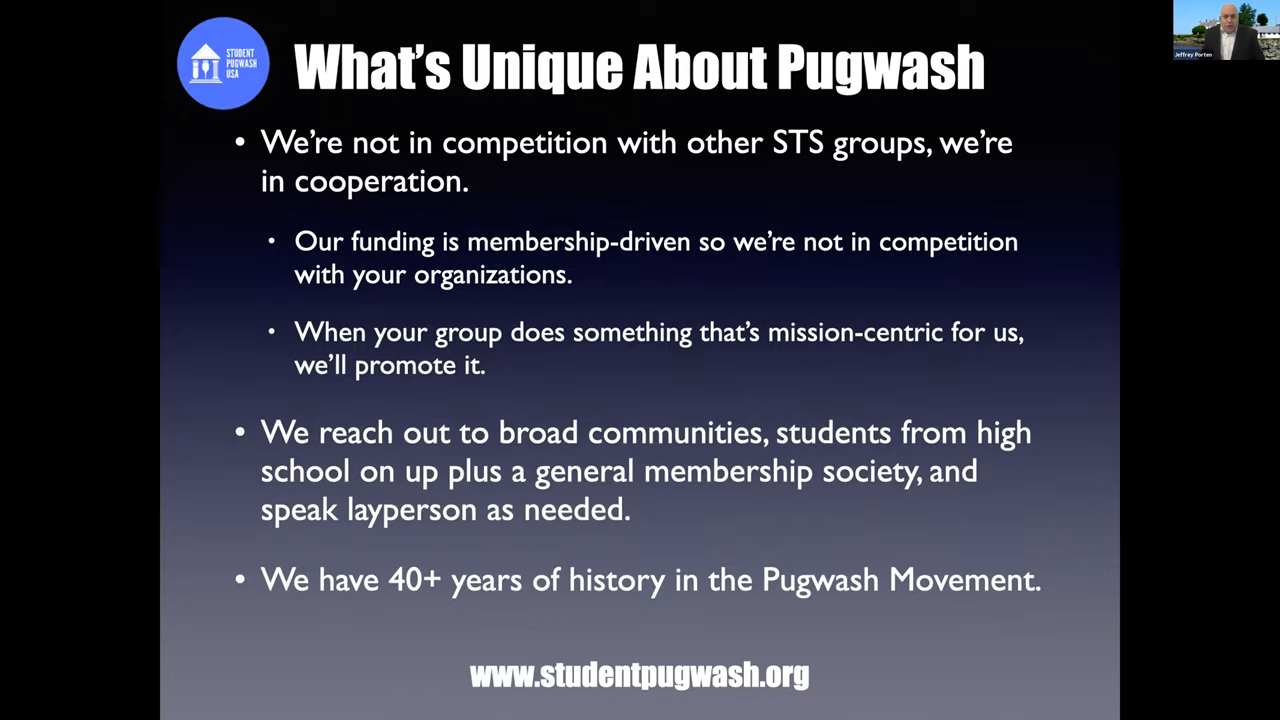 STUDENT
PUGWASH
USA
What's Unique About Pugwash
Jeffrey Porten
• We're not in competition with other STS groups, we're
in cooperation.
• Our funding is membership-driven so we're not in competition
with your organizations.
• When your group does something that's mission-centric for us,
we'll promote it.
• We reach out to broad communities, students from high
school on up plus a general membership society, and
speak layperson as needed.
• We have 40+ years of history in the Pugwash Movement.
www.studentpugwash.org